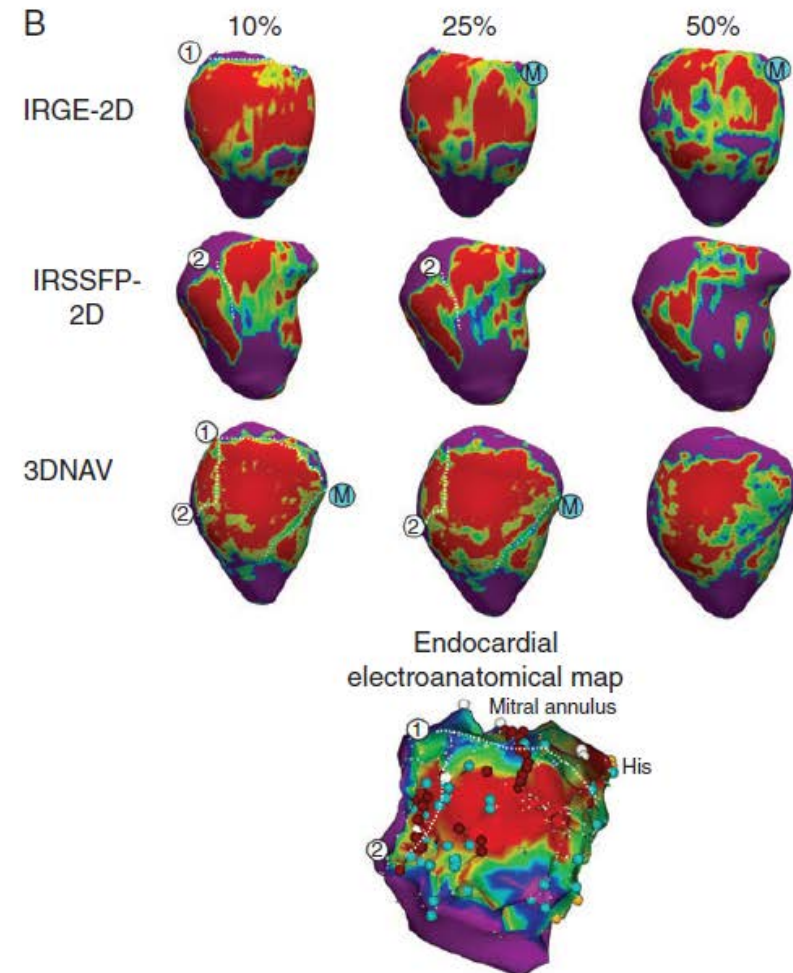 B
10% 25% 50%
① Ⓜ Ⓜ
IRGE-2D
② ②
IRSSFP-
2D
①
3DNAV
Ⓜ Ⓜ
② ②
Endocardial
electroanatomical map
Mitral annulus
①
His
②